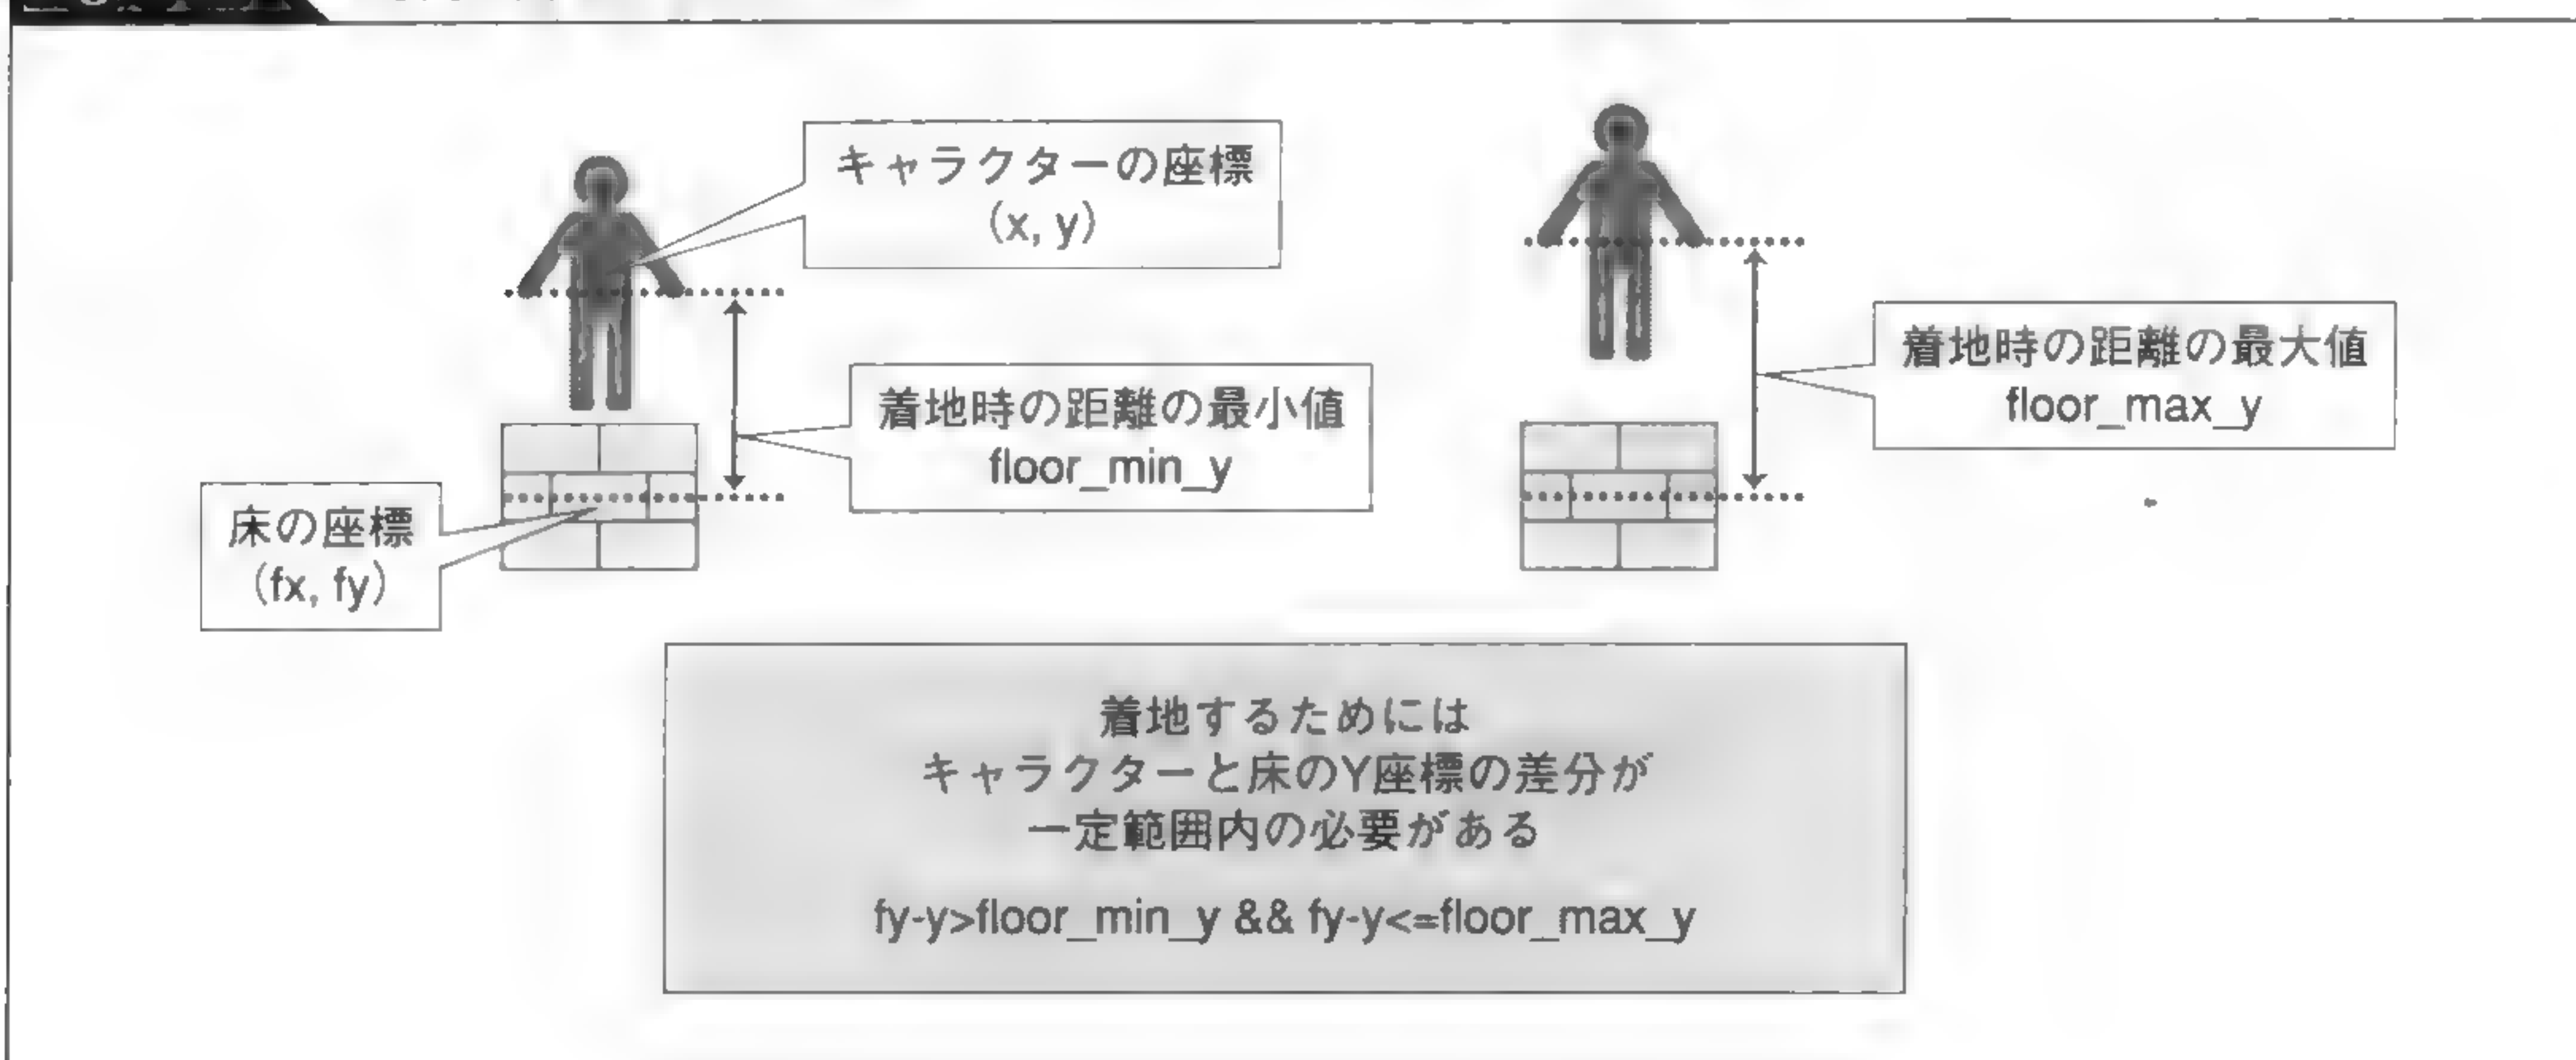 キャラクターの座標
(x, y)
着地時の距離の最小値
floor_min_y
床の座標
(fx, fy)
着地時の距離の最大値
floor_max_y
着地するためには
キャラクターと床のY座標の差分が
一定範囲内の必要がある
fy-y>floor_min_y && fy-y<=floor_max_y